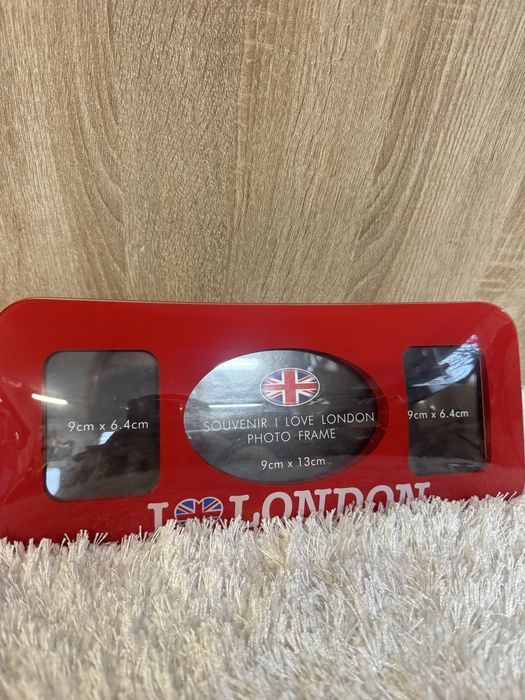 9cm x 6.4cm
SOUVENIR I LOVE LONDON
PHOTO FRAME
9cm x 13cm
9cm x 6.4cm
I LONDON